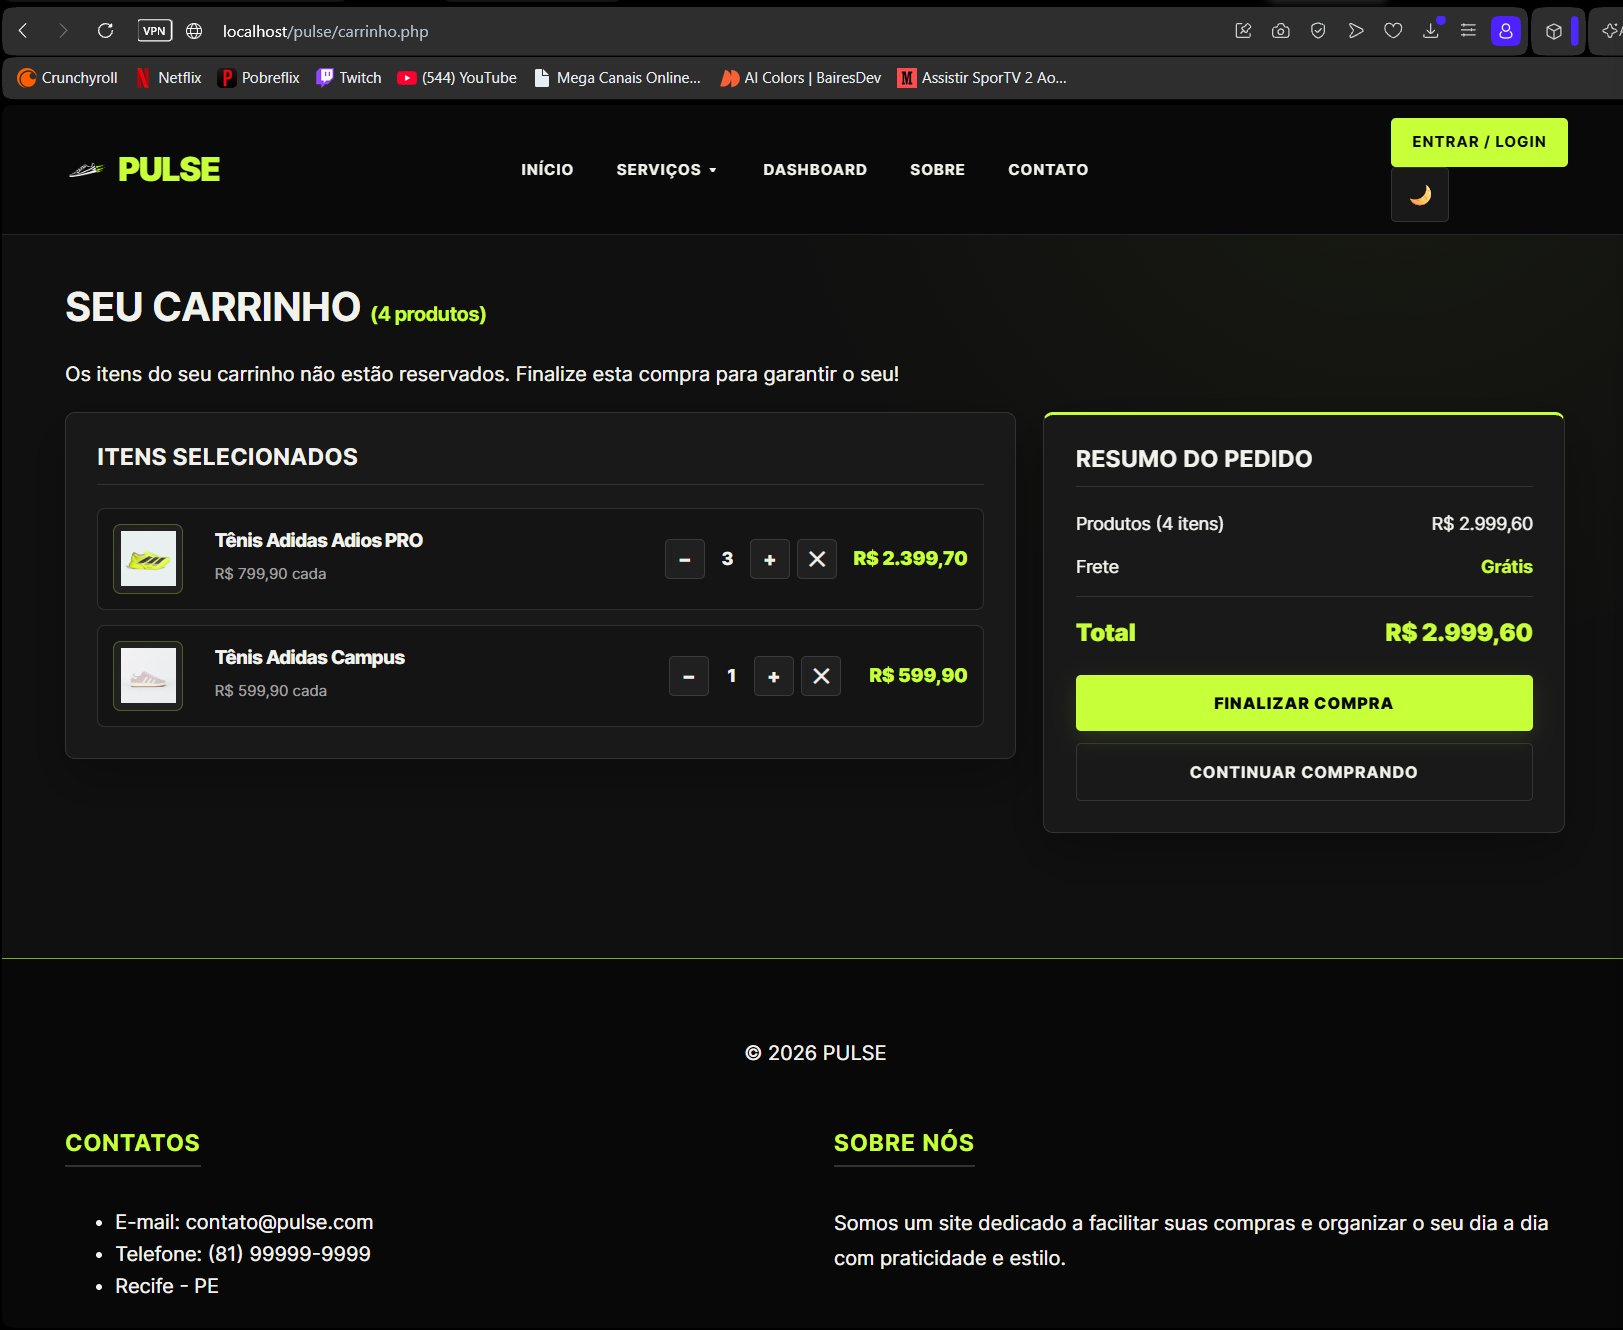 VPN
localhost/pulse/carrinho.php
Crunchyroll
Netflix
Pobreflix
Twitch
(544) YouTube
Mega Canais Online...
AI Colors | BairesDev
Assistir SporTV 2 Ao...
PULSE
INÍCIO
SERVIÇOS
DASHBOARD
SOBRE
CONTATO
ENTRAR / LOGIN
SEU CARRINHO (4 produtos)
Os itens do seu carrinho não estão reservados. Finalize esta compra para garantir o seu!
ITENS SELECIONADOS
Tênis Adidas Adios PRO
R$ 799,90 cada
− 3 + ✕ R$ 2.399,70
Tênis Adidas Campus
R$ 599,90 cada
− 1 + ✕ R$ 599,90
RESUMO DO PEDIDO
Produtos (4 itens) R$ 2.999,60
Frete Grátis
Total R$ 2.999,60
FINALIZAR COMPRA
CONTINUAR COMPRANDO
© 2026 PULSE
CONTATOS
• E-mail: contato@pulse.com
• Telefone: (81) 99999-9999
• Recife - PE
SOBRE NÓS
Somos um site dedicado a facilitar suas compras e organizar o seu dia a dia
com praticidade e estilo.